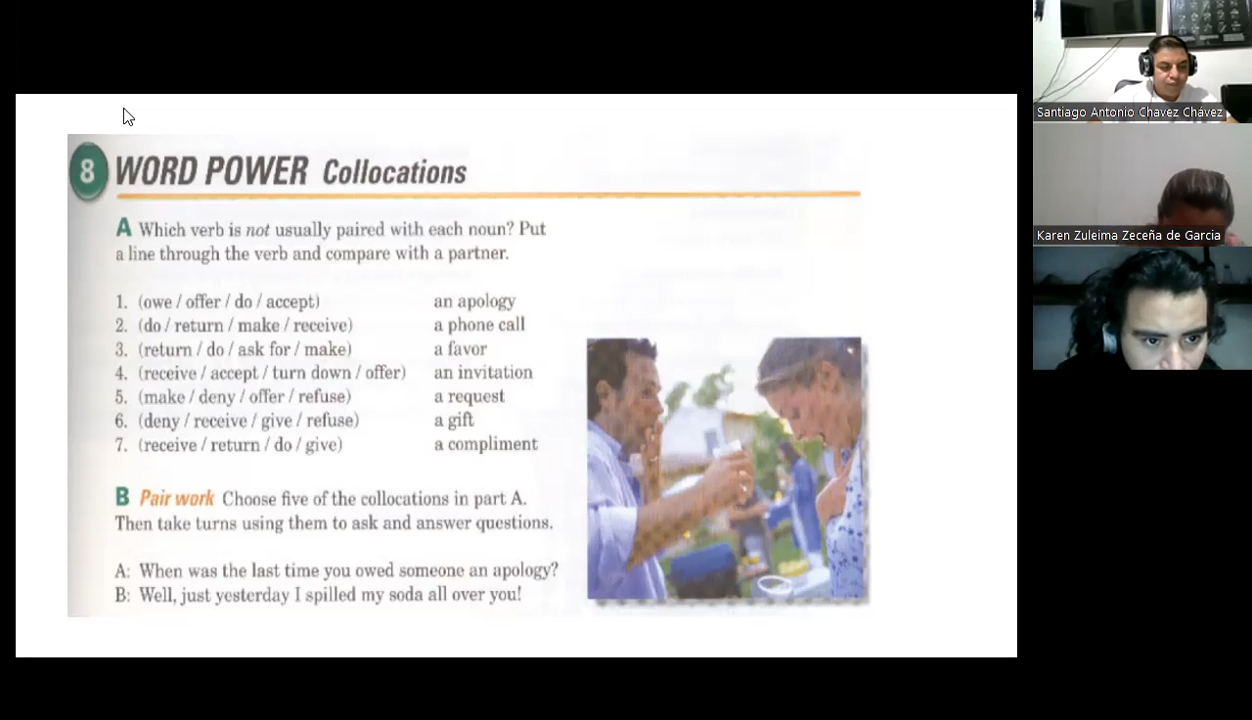 8 WORD POWER Collocations
A Which verb is not usually paired with each noun? Put
a line through the verb and compare with a partner.
1. (owe / offer / do / accept) an apology
2. (do / return / make / receive) a phone call
3. (return / do / ask for / make) a favor
4. (receive / accept / turn down / offer) an invitation
5. (make / deny / offer / refuse) a request
6. (deny / receive / give / refuse) a gift
7. (receive / return / do / give) a compliment
B Pair work Choose five of the collocations in part A.
Then take turns using them to ask and answer questions.
A: When was the last time you owed someone an apology?
B: Well, just yesterday I spilled my soda all over you!
Santiago Antonio Chavez Chávez
Karen Zuleima Zeceña de Garcia